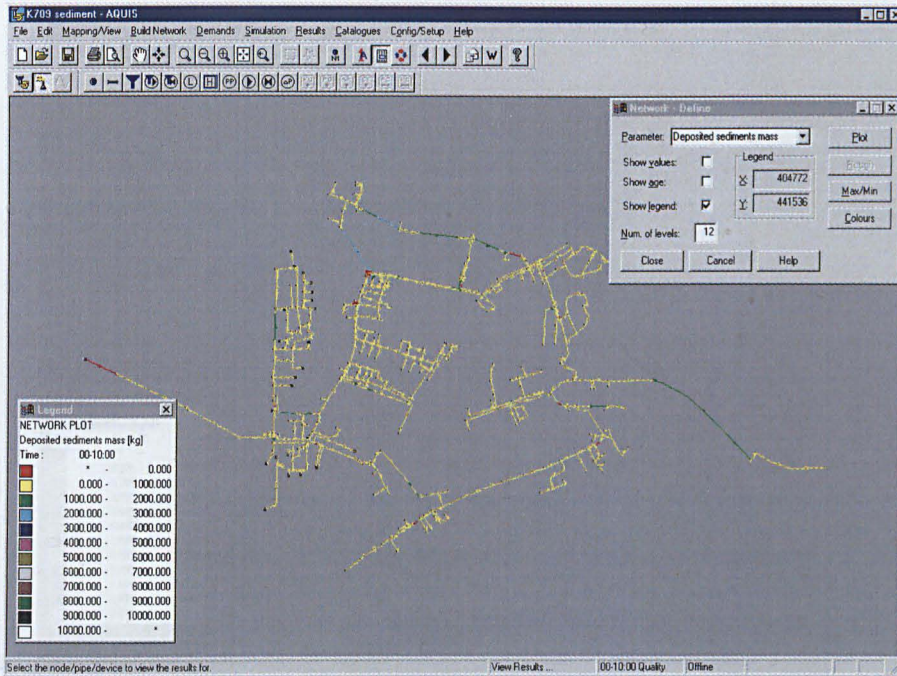 K709 sediment - AQUIS
File Edit Mapping/View Build Network Demands Simulation Results Catalogues Config/Setup Help
Network - Define
Parameter: Deposited sediments mass
Plot
Show values:
Legend
Show age:
X: 404772
Max/Min
Show legend:
Y: 441536
Colours
Num. of levels: 12
Close Cancel Help
Legend
NETWORK PLOT
Deposited sediments mass [kg]
Time : 00-10:00
* - 0.000
0.000 - 1000.000
1000.000 - 2000.000
2000.000 - 3000.000
3000.000 - 4000.000
4000.000 - 5000.000
5000.000 - 6000.000
6000.000 - 7000.000
7000.000 - 8000.000
8000.000 - 9000.000
9000.000 - 10000.000
10000.000 - *
Select the node/pipe/device to view the results for. View Results ... 00-10:00 Quality Offline